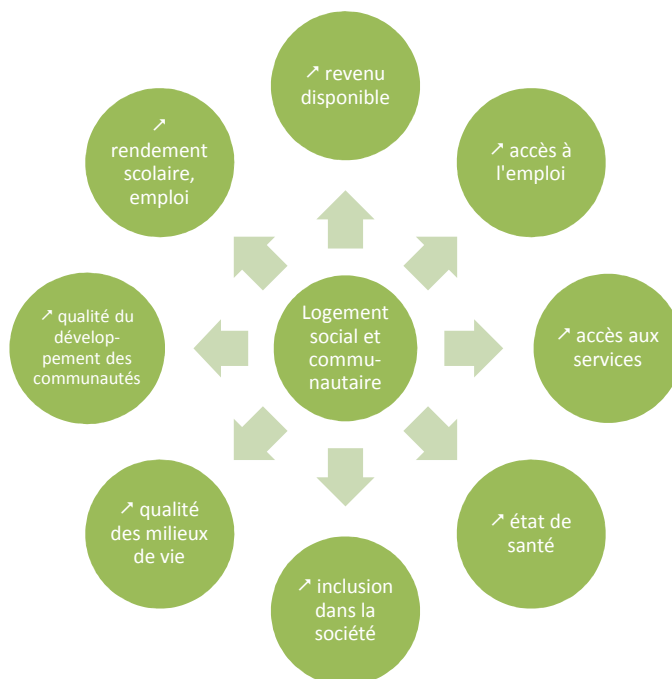 ↗ revenu
disponible
↗ accès à
l'emploi
↗ accès aux
services
↗ état de
santé
↗ inclusion
dans la
société
↗ qualité
des milieux
de vie
↗ qualité du
dévelop-
pement des
communautés
↗
rendement
scolaire,
emploi
Logement
social et
commu-
nautaire